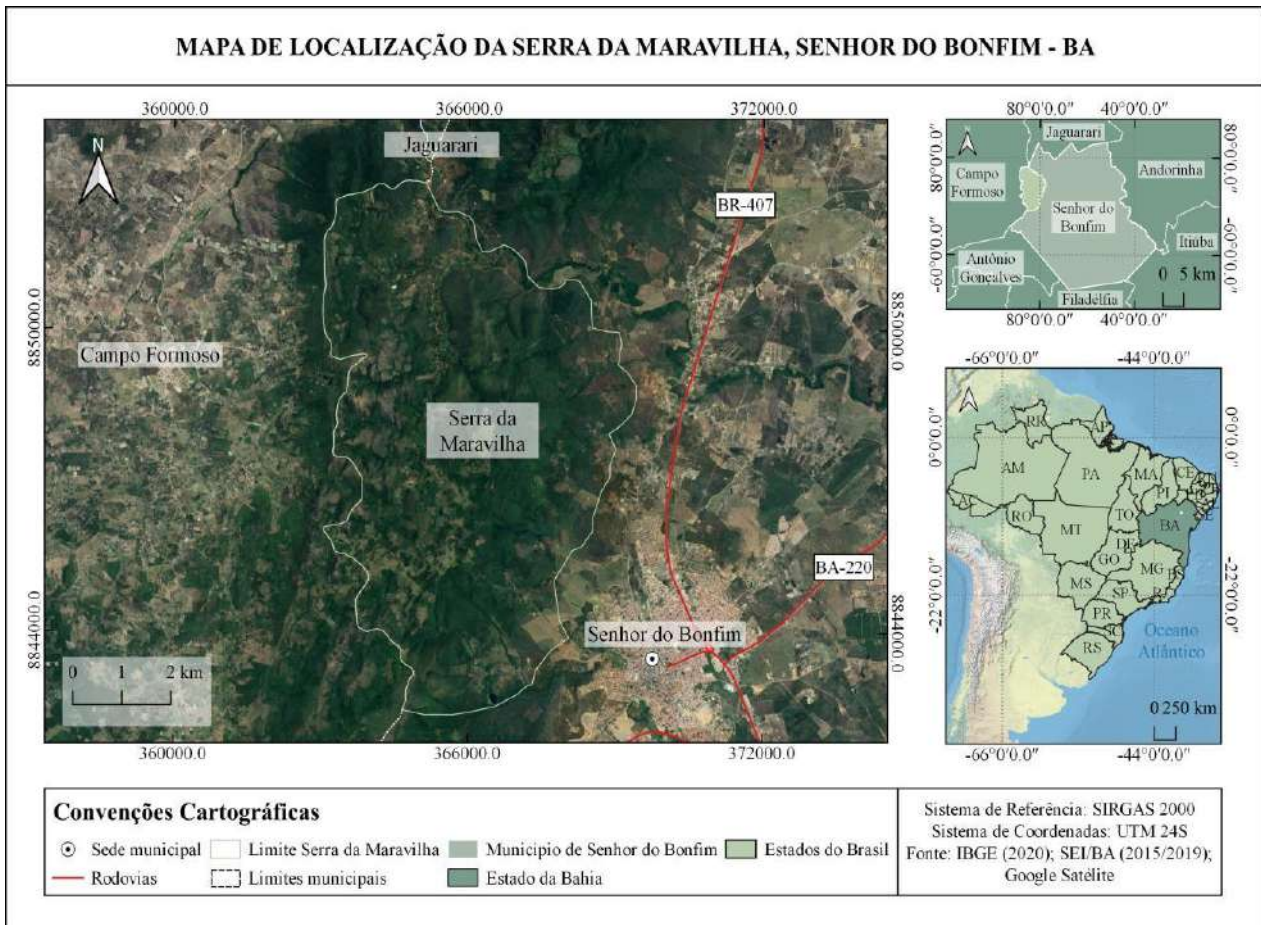 MAPA DE LOCALIZAÇÃO DA SERRA DA MARAVILHA, SENHOR DO BONFIM - BA
360000.0 366000.0 372000.0
N
Jaguarari
BR-407
8850000.0
8850000.0
Campo Formoso
Serra da
Maravilha
BA-220
8844000.0
8844000.0
Senhor do Bonfim
0 1 2 km
360000.0 366000.0 372000.0
80°0'0.0" 40°0'0.0"
Jaguarari
80°0'0.0"
80°0'0.0"
Campo
Formoso
Andorinha
Senhor do
Bonfim
Itiúba
-60°0'0.0"
-60°0'0.0"
Antônio
Gonçalves
0 5 km
Filadélfia
80°0'0.0" 40°0'0.0"
-66°0'0.0" -44°0'0.0"
0°0'0.0"
0°0'0.0"
RR
AP
AM
PA
MA
CE
PI
AC
RO
TO
SE
MT
BA
DF
GO
MG
ES
MS
SP
RJ
-22°0'0.0"
-22°0'0.0"
PR
SC
RS
Oceano
Atlântico
0 250 km
-66°0'0.0" -44°0'0.0"
Convenções Cartográficas
Sede municipal Limite Serra da Maravilha Municipio de Senhor do Bonfim Estados do Brasil
Rodovias Limites municipais Estado da Bahia
Sistema de Referência: SIRGAS 2000
Sistema de Coordenadas: UTM 24S
Fonte: IBGE (2020); SEI/BA (2015/2019);
Google Satélite